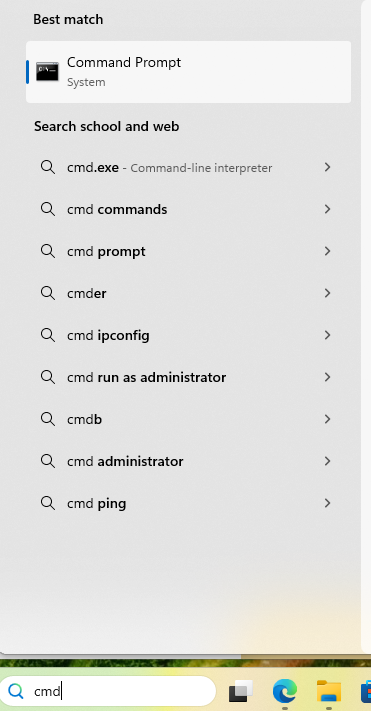 Best match
Command Prompt
System
Search school and web
cmd.exe - Command-line interpreter
cmd commands
cmd prompt
cmder
cmd ipconfig
cmd run as administrator
cmdb
cmd administrator
cmd ping
cmd